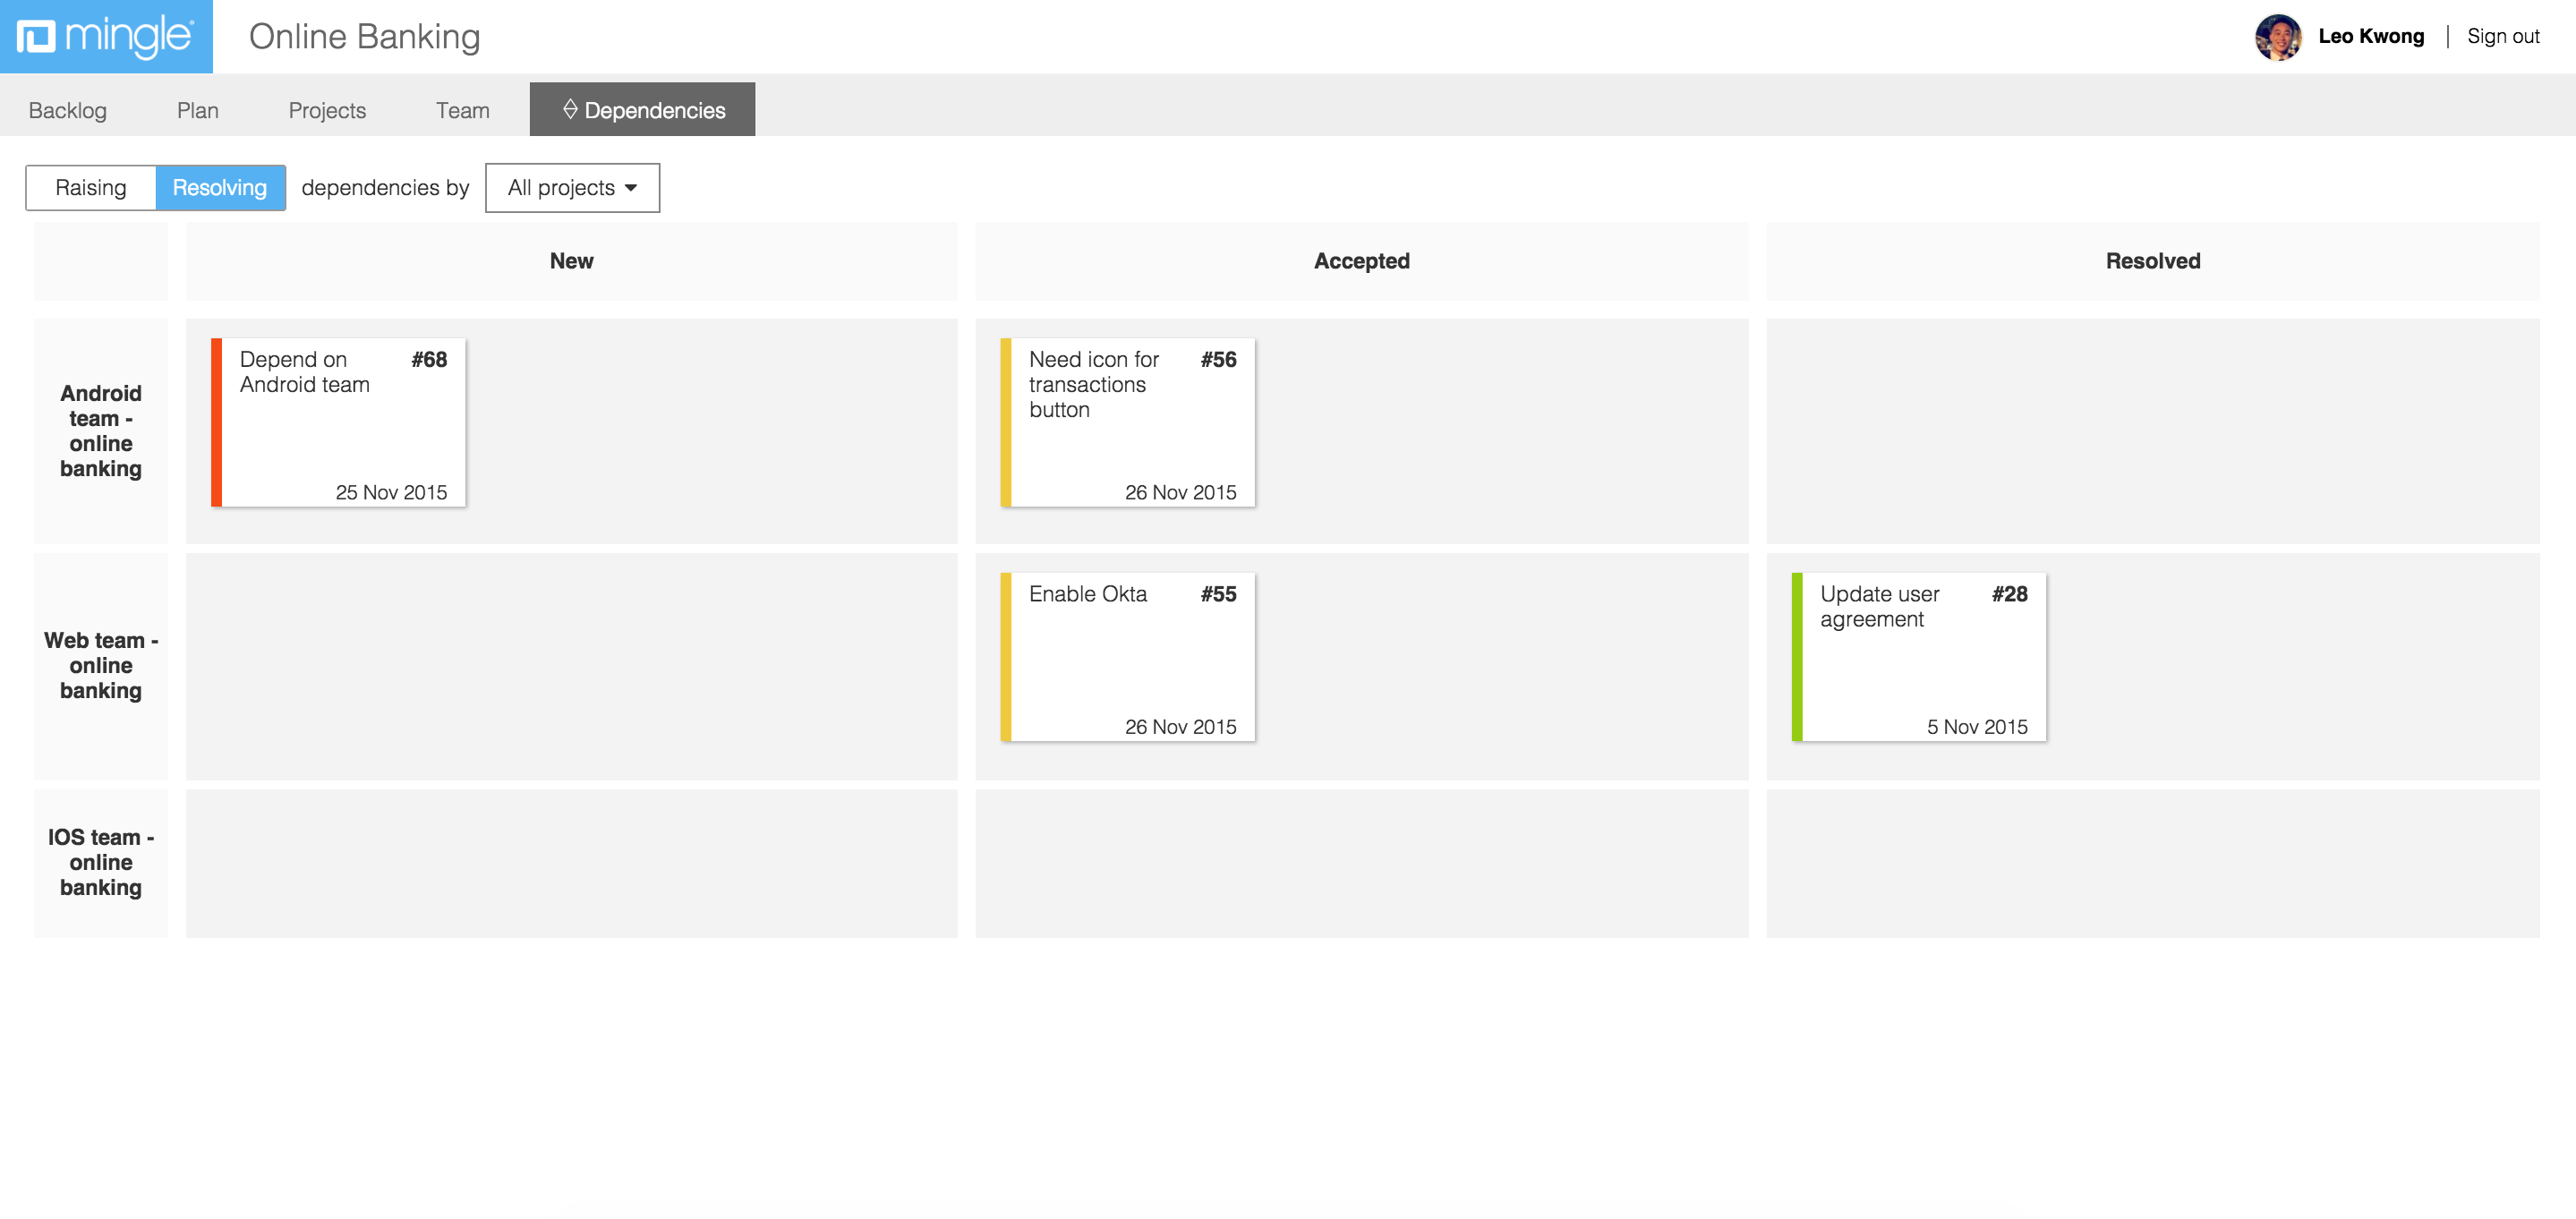 mingle
Online Banking
Leo Kwong | Sign out
Backlog Plan Projects Team Dependencies
Raising Resolving dependencies by All projects
New Accepted Resolved
Android
team -
online
banking
Depend on #68
Android team
25 Nov 2015
Need icon for #56
transactions
button
26 Nov 2015
Web team -
online
banking
Enable Okta #55
26 Nov 2015
Update user #28
agreement
5 Nov 2015
IOS team -
online
banking